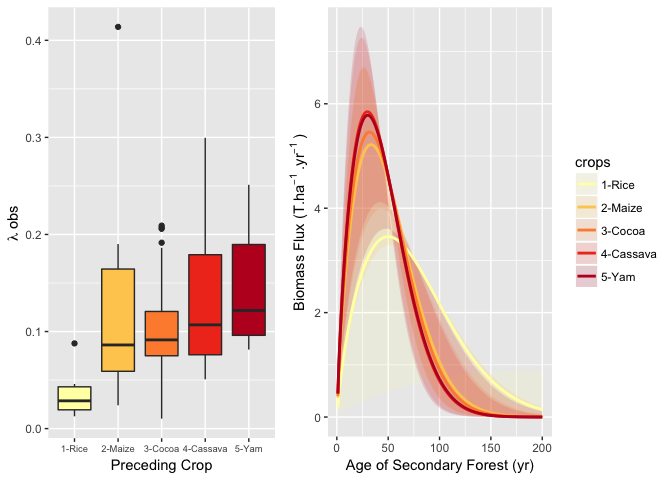 λ obs
0.4
0.3
0.2
0.1
0.0
1-Rice 2-Maize 3-Cocoa 4-Cassava 5-Yam
Preceding Crop
Biomass Flux (T.ha⁻¹ .yr⁻¹ )
6
4
2
0
0 50 100 150 200
Age of Secondary Forest (yr)
crops
1-Rice
2-Maize
3-Cocoa
4-Cassava
5-Yam